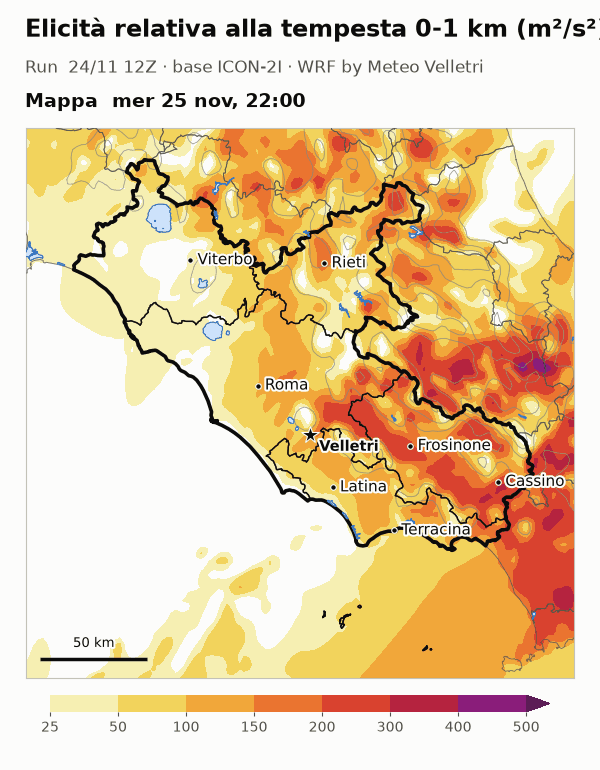 Elicità relativa alla tempesta 0-1 km (m²/s²)
Run 24/11 12Z · base ICON-2I · WRF by Meteo Velletri
Mappa mer 25 nov, 22:00
Viterbo
Rieti
Roma
Velletri
Frosinone
Latina
Cassino
Terracina
50 km
25 50 100 150 200 300 400 500